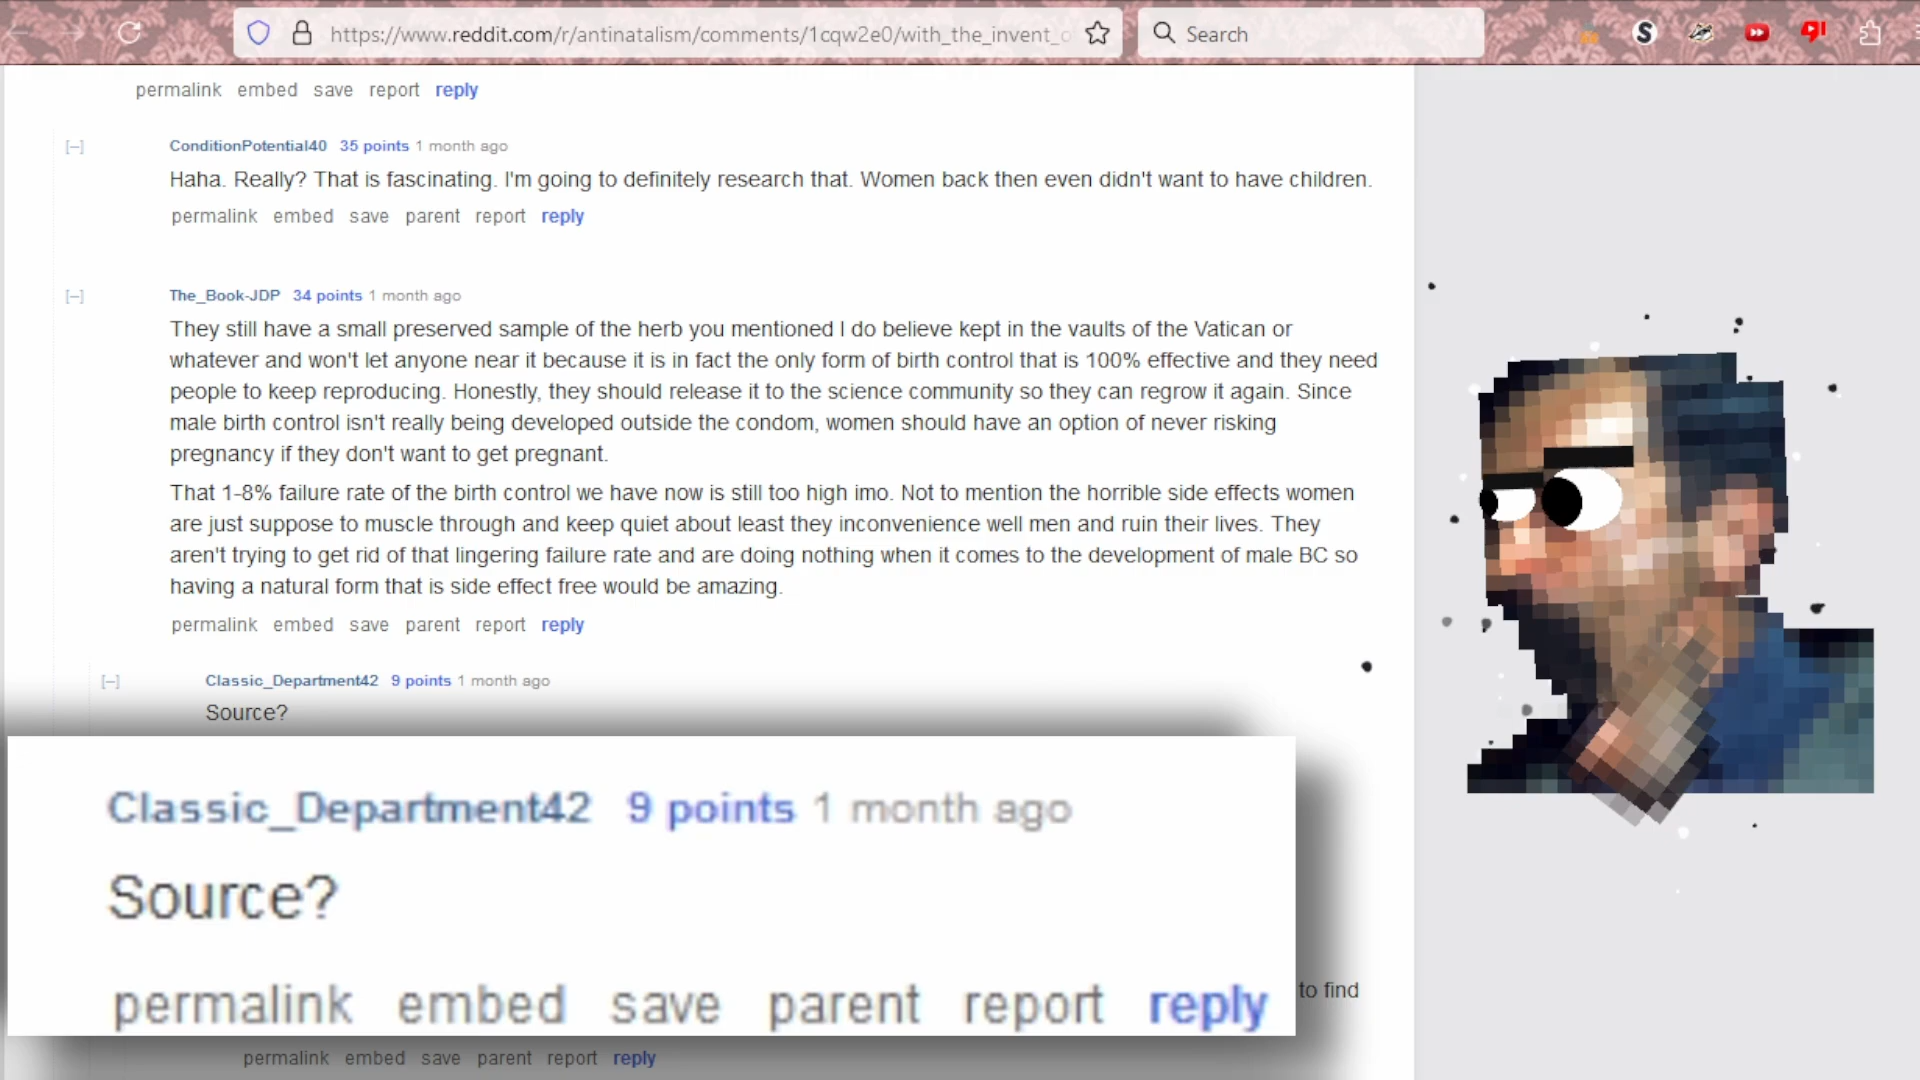 https://www.reddit.com/r/antinatalism/comments/1cqw2e0/with_the_invent_o
Search
permalink embed save report reply
[–] ConditionPotential40 35 points 1 month ago
Haha. Really? That is fascinating. I'm going to definitely research that. Women back then even didn't want to have children.
permalink embed save parent report reply
[–] The_Book-JDP 34 points 1 month ago
They still have a small preserved sample of the herb you mentioned I do believe kept in the vaults of the Vatican or
whatever and won't let anyone near it because it is in fact the only form of birth control that is 100% effective and they need
people to keep reproducing. Honestly, they should release it to the science community so they can regrow it again. Since
male birth control isn't really being developed outside the condom, women should have an option of never risking
pregnancy if they don't want to get pregnant.
That 1-8% failure rate of the birth control we have now is still too high imo. Not to mention the horrible side effects women
are just suppose to muscle through and keep quiet about least they inconvenience well men and ruin their lives. They
aren't trying to get rid of that lingering failure rate and are doing nothing when it comes to the development of male BC so
having a natural form that is side effect free would be amazing.
permalink embed save parent report reply
[–] Classic_Department42 9 points 1 month ago
Source?
Classic_Department42 9 points 1 month ago
Source?
permalink embed save parent report reply
to find
permalink embed save parent report reply